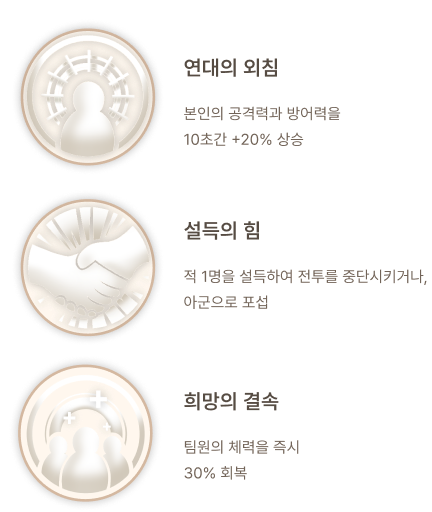 연대의 외침
본인의 공격력과 방어력을
10초간 +20% 상승
설득의 힘
적 1명을 설득하여 전투를 중단시키거나,
아군으로 포섭
희망의 결속
팀원의 체력을 즉시
30% 회복